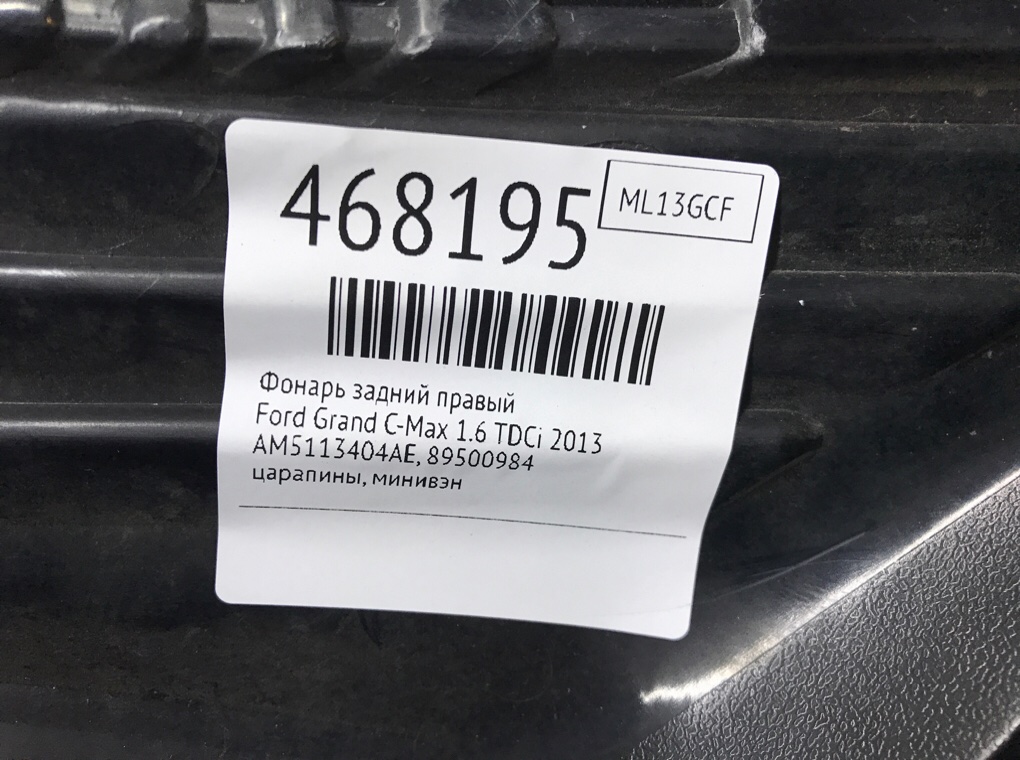 468195
ML13GCF
Фонарь задний правый
Ford Grand C-Max 1.6 TDCi 2013
AM5113404AE, 89500984
царапины, минивэн